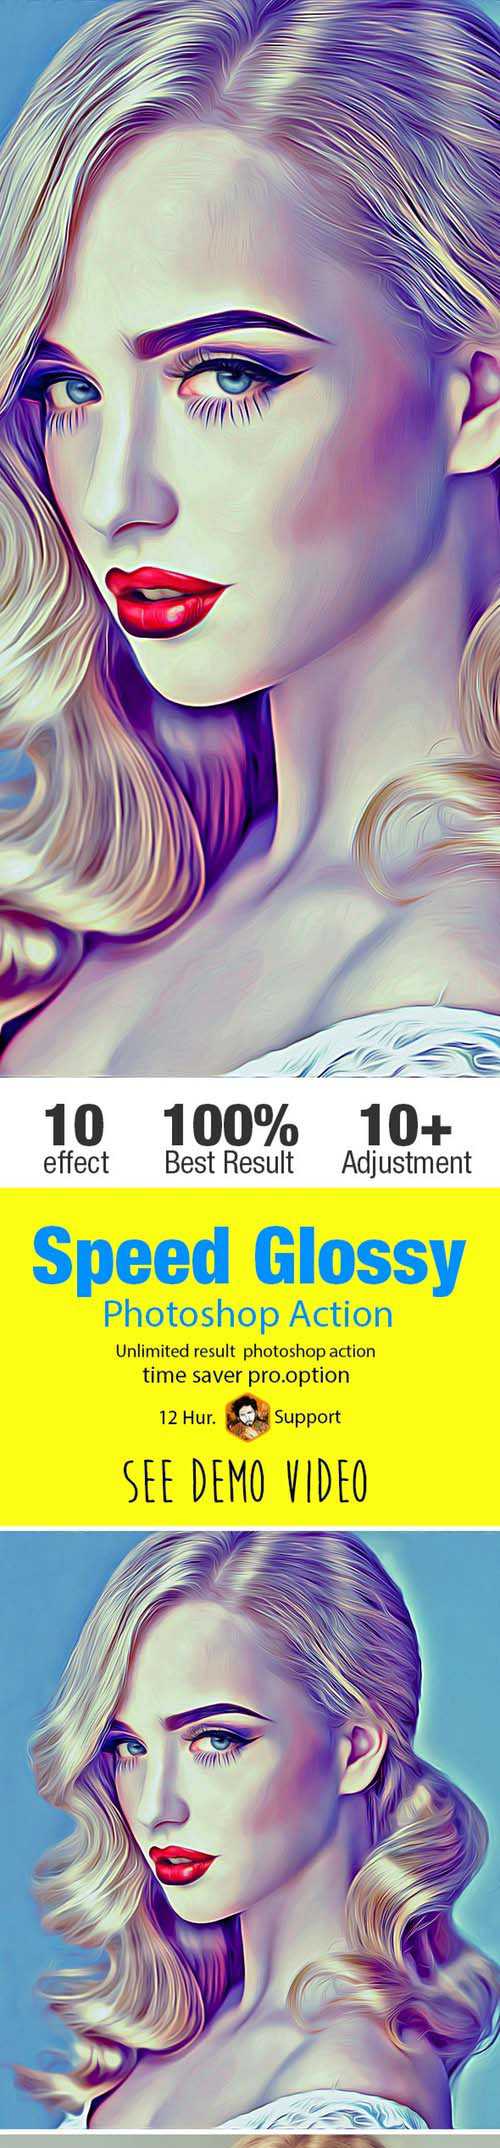 10 100% 10+
effect Best Result Adjustment
Speed Glossy
Photoshop Action
Unlimited result photoshop action
time saver pro.option
12 Hur. Support
SEE DEMO VIDEO